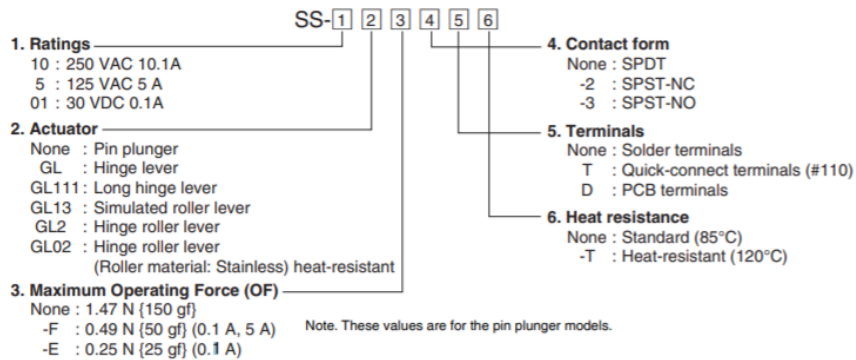 SS-1 2 3 4 5 6
1. Ratings
10 : 250 VAC 10.1A
5 : 125 VAC 5 A
01 : 30 VDC 0.1A
2. Actuator
None : Pin plunger
GL : Hinge lever
GL111 : Long hinge lever
GL13 : Simulated roller lever
GL2 : Hinge roller lever
GL02 : Hinge roller lever
(Roller material: Stainless) heat-resistant
3. Maximum Operating Force (OF)
None : 1.47 N {150 gf}
-F : 0.49 N {50 gf} (0.1 A, 5 A)
-E : 0.25 N {25 gf} (0.1 A)
Note. These values are for the pin plunger models.
4. Contact form
None : SPDT
-2 : SPST-NC
-3 : SPST-NO
5. Terminals
None : Solder terminals
T : Quick-connect terminals (#110)
D : PCB terminals
6. Heat resistance
None : Standard (85°C)
-T : Heat-resistant (120°C)